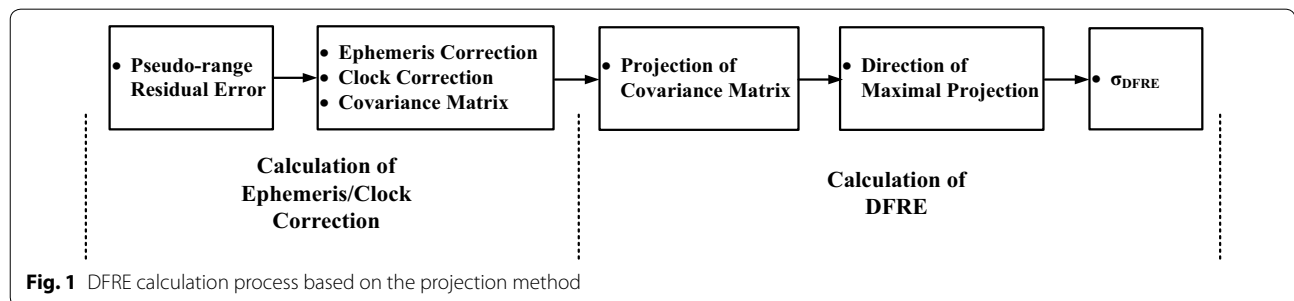 • Pseudo-range
Residual Error
• Ephemeris Correction
• Clock Correction
• Covariance Matrix
• Projection of
Covariance Matrix
• Direction of
Maximal Projection
• σDFRE
Calculation of
Ephemeris/Clock
Correction
Calculation of
DFRE
Fig. 1 DFRE calculation process based on the projection method